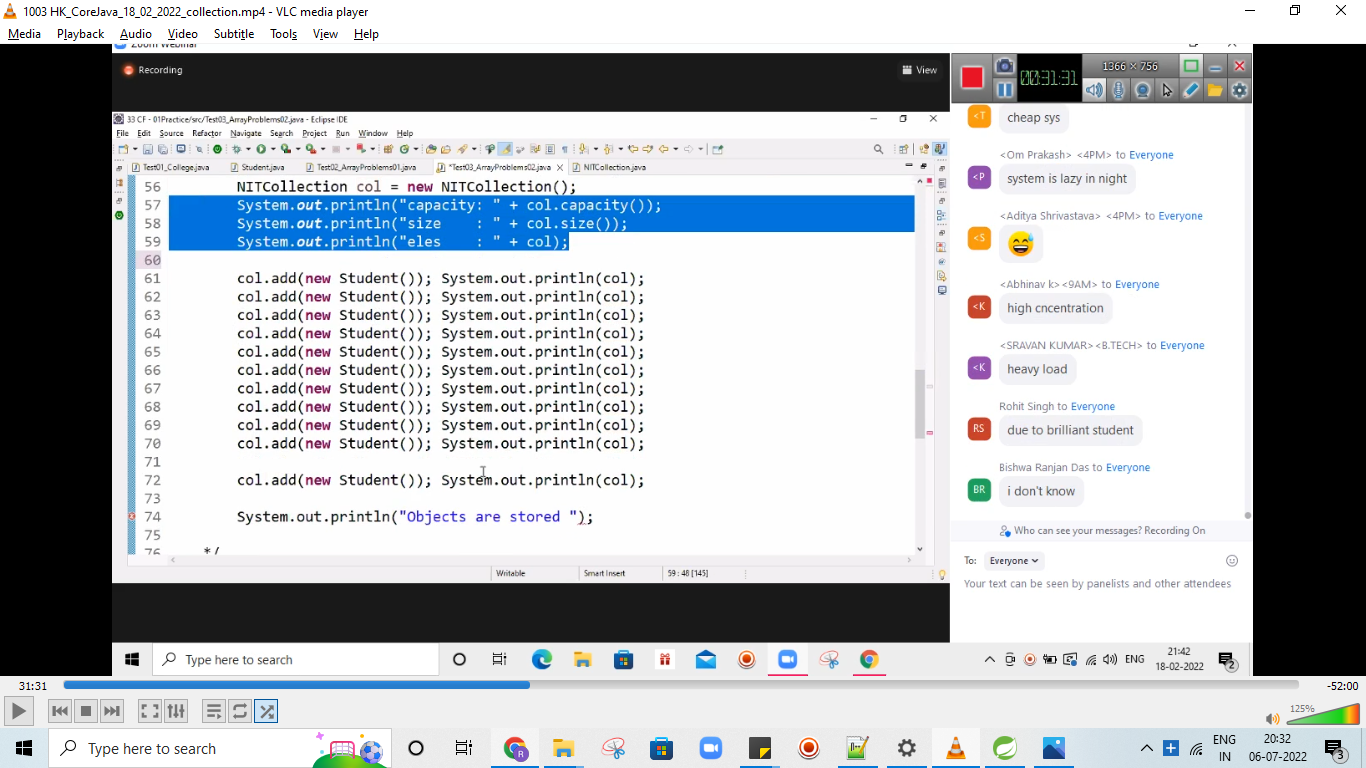 1003 HK_CoreJava_18_02_2022_collection.mp4 - VLC media player
Media Playback Audio Video Subtitle Tools View Help
Zoom Webinar
Recording
View
00:31:31
1366 × 756
33 CF - 01Practice/src/Test03_ArrayProblems02.java - Eclipse IDE
File Edit Source Refactor Navigate Search Project Run Window Help
Test01_College.java Student.java Test02_ArrayProblems01.java *Test03_ArrayProblems02.java NITCollection.java
56 NITCollection col = new NITCollection();
57 System.out.println("capacity: " + col.capacity());
58 System.out.println("size    : " + col.size());
59 System.out.println("eles    : " + col);
60
61 col.add(new Student()); System.out.println(col);
62 col.add(new Student()); System.out.println(col);
63 col.add(new Student()); System.out.println(col);
64 col.add(new Student()); System.out.println(col);
65 col.add(new Student()); System.out.println(col);
66 col.add(new Student()); System.out.println(col);
67 col.add(new Student()); System.out.println(col);
68 col.add(new Student()); System.out.println(col);
69 col.add(new Student()); System.out.println(col);
70 col.add(new Student()); System.out.println(col);
71
72 col.add(new Student()); System.out.println(col);
73
74 System.out.println("Objects are stored ");
75
76 */
Writable Smart Insert 59 : 48 [145]
<T
cheap sys
<Om Prakash> <4PM> to Everyone
<P
system is lazy in night
<Aditya Shrivastava> <4PM> to Everyone
<S
<Abhinav k><9AM> to Everyone
<K
high cncentration
<SRAVAN KUMAR><B.TECH> to Everyone
<K
heavy load
Rohit Singh to Everyone
RS
due to brilliant student
Bishwa Ranjan Das to Everyone
BR
i don't know
Who can see your messages? Recording On
To: Everyone
Your text can be seen by panelists and other attendees
Type here to search
ENG
21:42
18-02-2022
2
31:31
-52:00
125%
Type here to search
ENG
IN
20:32
06-07-2022
3